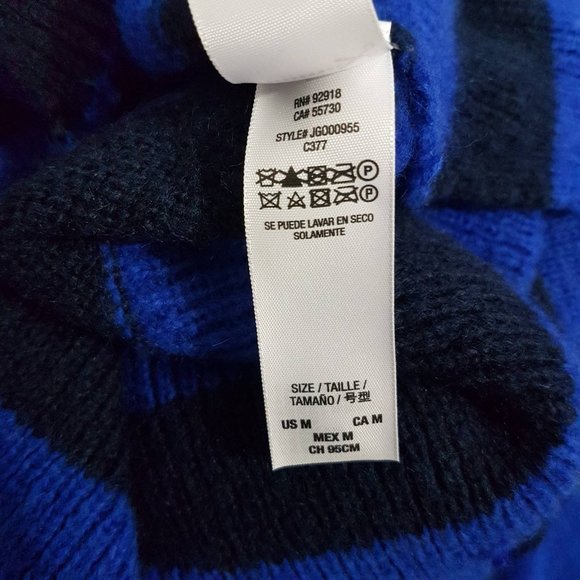 RN# 92918
CA# 55730
STYLE# JG000955
C377
P
P
SE PUEDE LAVAR EN SECO
SOLAMENTE
SIZE / TAILLE /
TAMAÑO / 号型
US M CA M
MEX M
CH 95CM